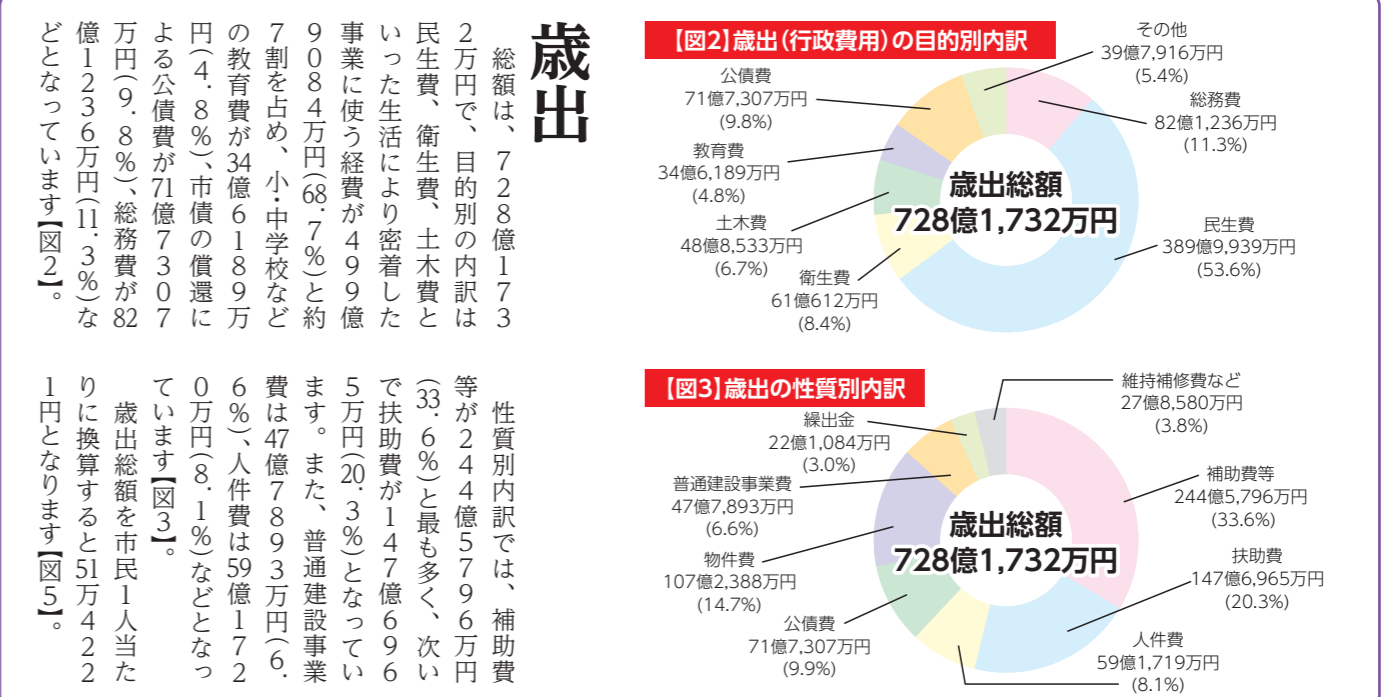 歳出
総額は、728億173
2万円で、目的別の内訳は
民生費、衛生費、土木費と
いった生活により密着した
事業に使う経費が499億
9084万円(68.7%)と約
7割を占め、小・中学校など
の教育費が34億6189万
円(4.8%)、市債の償還に
よる公債費が71億7307
万円(9.8%)、総務費が82
億1236万円(11.3%)な
どとなっています【図2】。
性質別内訳では、補助費
等が244億5796万円
(33.6%)と最も多く、次い
で扶助費が147億696
5万円(20.3%)となってい
ます。また、普通建設事業
費は47億7893万円(6.
6%)、人件費は59億172
0万円(8.1%)などとなっ
ています【図3】。
歳出総額を市民1人当た
りに換算すると51万422
1円となります【図5】。
【図2】歳出(行政費用)の目的別内訳
その他
39億7,916万円
(5.4%)
総務費
82億1,236万円
(11.3%)
民生費
389億9,939万円
(53.6%)
衛生費
61億612万円
(8.4%)
土木費
48億8,533万円
(6.7%)
教育費
34億6,189万円
(4.8%)
公債費
71億7,307万円
(9.8%)
歳出総額
728億1,732万円
【図3】歳出の性質別内訳
維持補修費など
27億8,580万円
(3.8%)
補助費等
244億5,796万円
(33.6%)
扶助費
147億6,965万円
(20.3%)
人件費
59億1,719万円
(8.1%)
公債費
71億7,307万円
(9.9%)
物件費
107億2,388万円
(14.7%)
普通建設事業費
47億7,893万円
(6.6%)
繰出金
22億1,084万円
(3.0%)
歳出総額
728億1,732万円